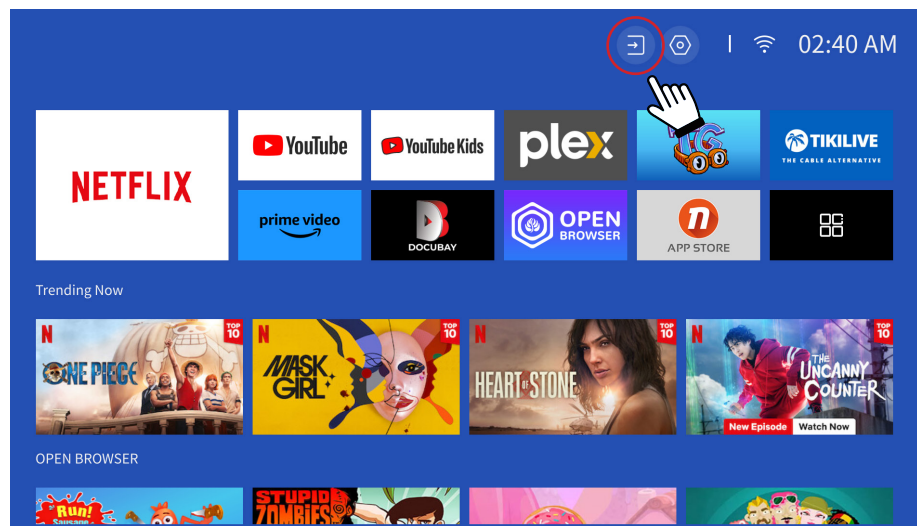 02:40 AM
NETFLIX
YouTube
YouTube Kids
plex
TIKILIVE
THE CABLE ALTERNATIVE
prime video
DOCUBAY
OPEN
BROWSER
n
APP STORE
Trending Now
N
TOP
10
ONE PIECE
N
TOP
10
MASK
GIRL
N
TOP
10
HEART OF STONE
N
TOP
10
THE
UNCANNY
COUNTER
New Episode
Watch Now
OPEN BROWSER
Run!
Sausage
STUPID
ZOMBIES